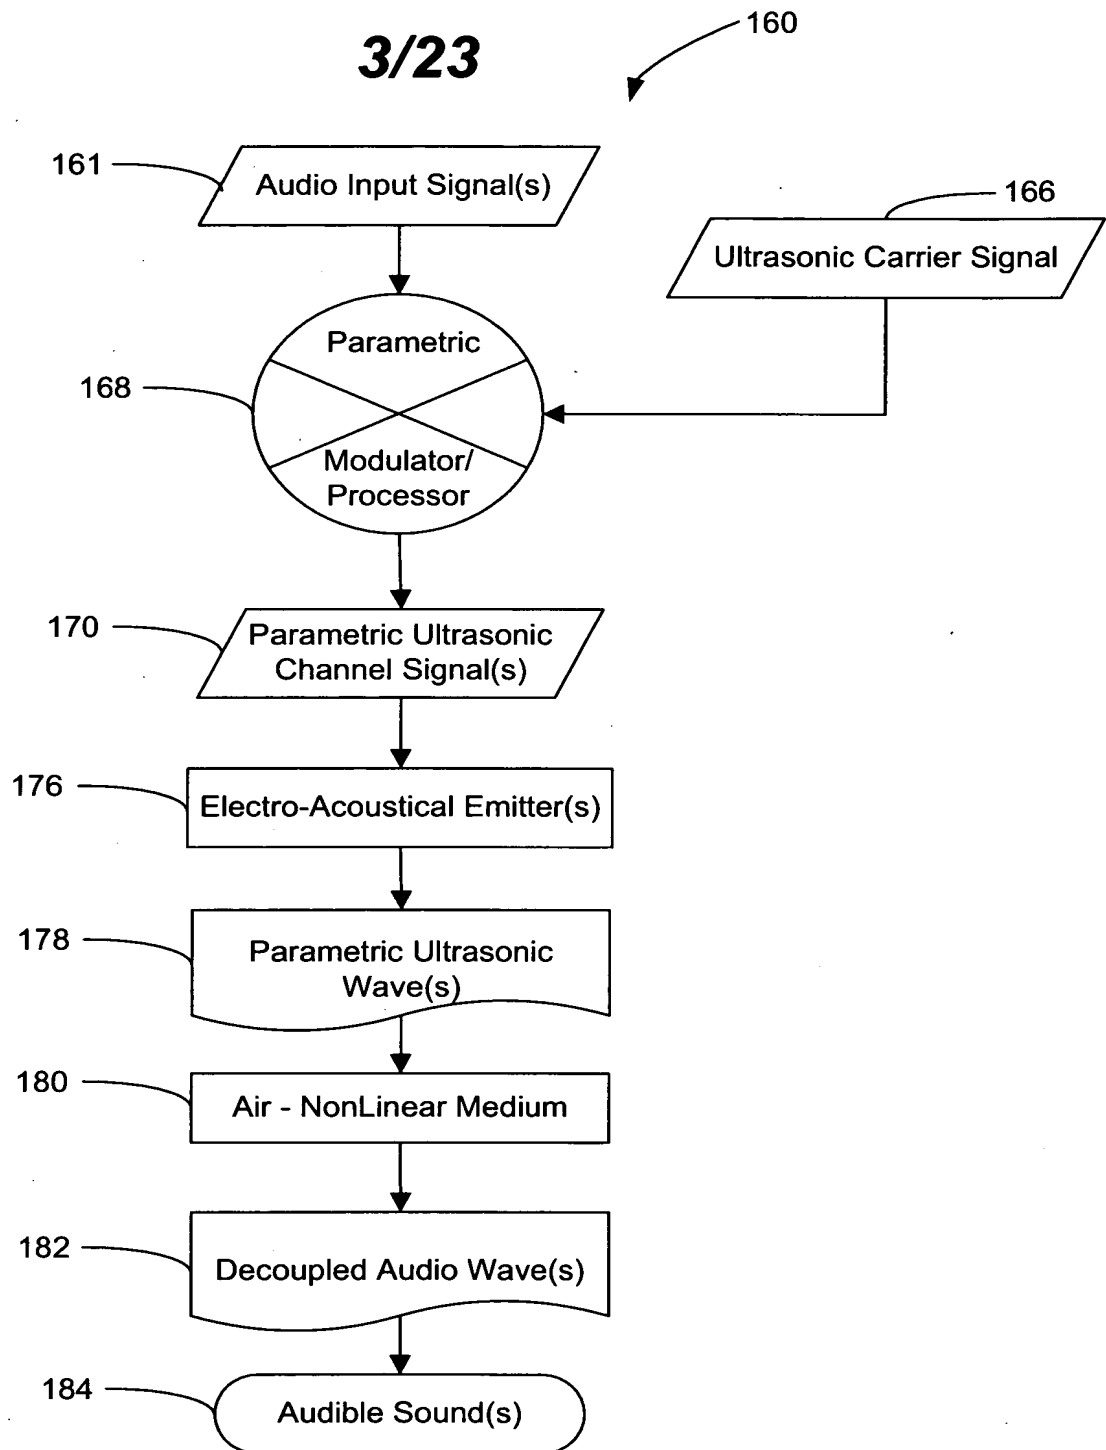 3/23
160
161
Audio Input Signal(s)
166
Ultrasonic Carrier Signal
Parametric
168
Modulator/
Processor
170
Parametric Ultrasonic
Channel Signal(s)
176
Electro-Acoustical Emitter(s)
178
Parametric Ultrasonic
Wave(s)
180
Air - NonLinear Medium
182
Decoupled Audio Wave(s)
184
Audible Sound(s)